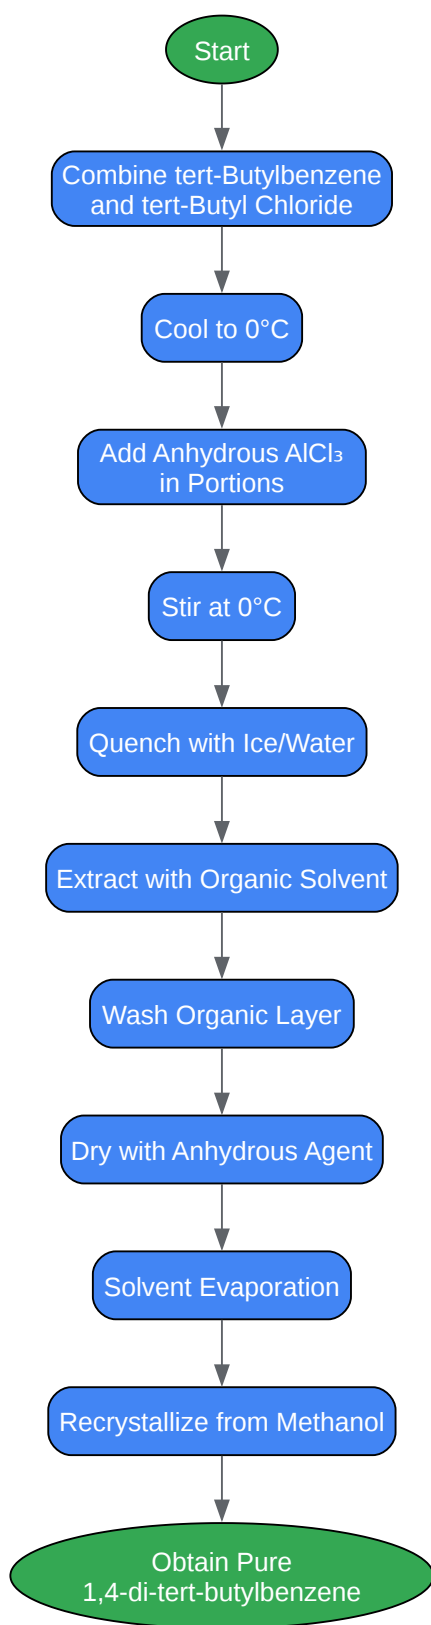 Start
Combine tert-Butylbenzene
and tert-Butyl Chloride
Cool to 0°C
Add Anhydrous AlCl₃
in Portions
Stir at 0°C
Quench with Ice/Water
Extract with Organic Solvent
Wash Organic Layer
Dry with Anhydrous Agent
Solvent Evaporation
Recrystallize from Methanol
Obtain Pure
1,4-di-tert-butylbenzene